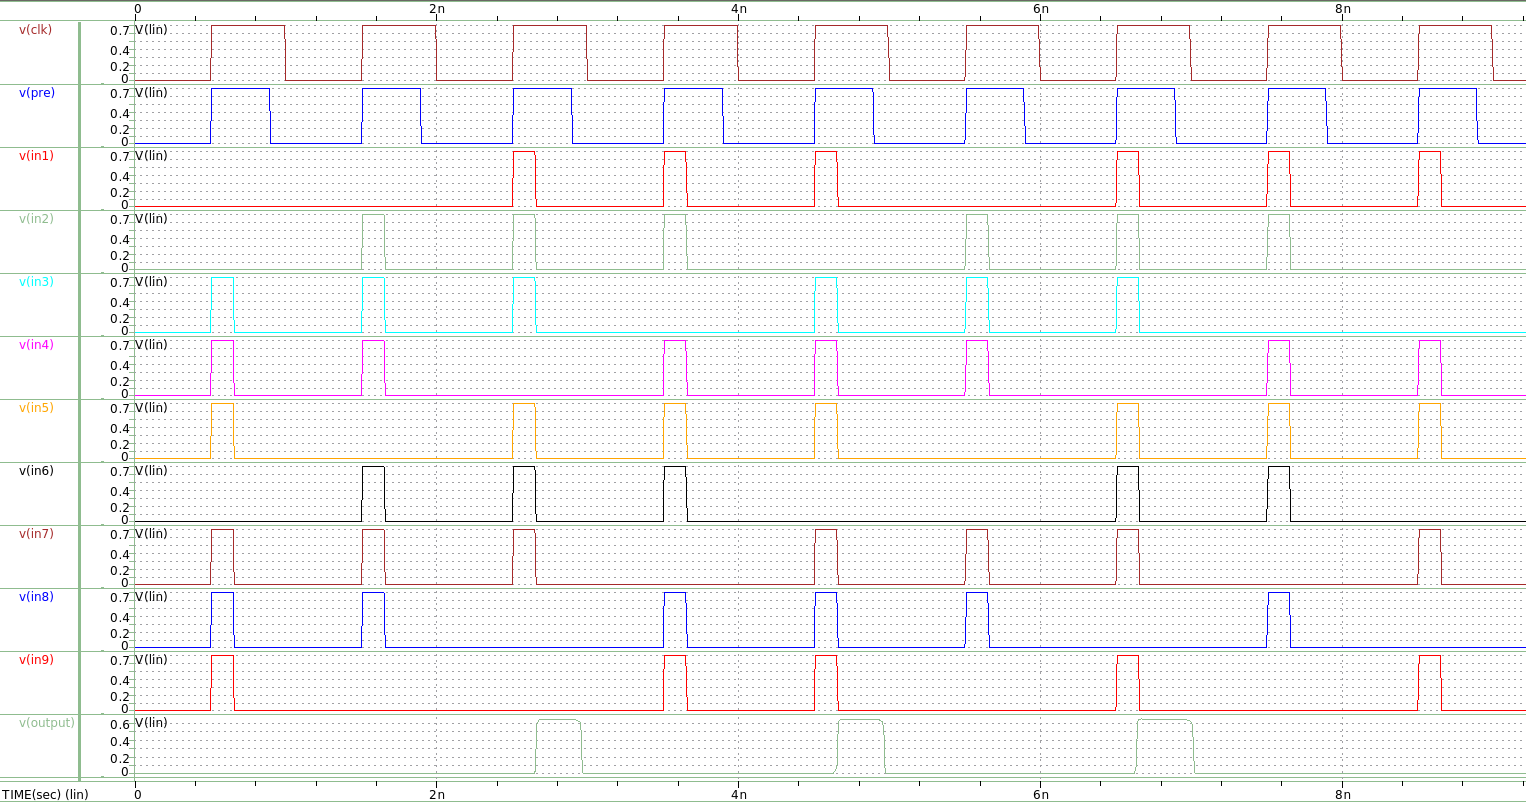 0 2n 4n 6n 8n
v(clk) 0.7 V(lin)
0.4
0.2
0
v(pre) 0.7 V(lin)
0.4
0.2
0
v(in1) 0.7 V(lin)
0.4
0.2
0
v(in2) 0.7 V(lin)
0.4
0.2
0
v(in3) 0.7 V(lin)
0.4
0.2
0
v(in4) 0.7 V(lin)
0.4
0.2
0
v(in5) 0.7 V(lin)
0.4
0.2
0
v(in6) 0.7 V(lin)
0.4
0.2
0
v(in7) 0.7 V(lin)
0.4
0.2
0
v(in8) 0.7 V(lin)
0.4
0.2
0
v(in9) 0.7 V(lin)
0.4
0.2
0
v(output) 0.6 V(lin)
0.4
0.2
0
TIME(sec) (lin) 0 2n 4n 6n 8n